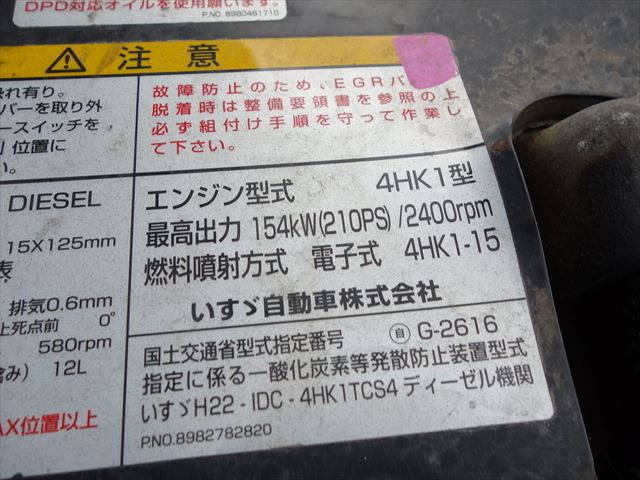 DPD対応オイルを使用願います。
P.NO. 8980461710
注意
れ有り。
バーを取り外
ースイッチを
位置に
故障防止のため、EGRバ
脱着時は整備要領書を参照の上
必ず組付け手順を守って作業し
て下さい。
DIESEL
15X125mm
表
排気0.6mm
上死点前 0°
580rpm
12L
AX位置以上
エンジン型式 4HK1型
最高出力 154kW(210PS)/2400rpm
燃料噴射方式 電子式 4HK1-15
いすゞ自動車株式会社
国土交通省型式指定番号 自 G-2616
指定に係る一酸化炭素等発散防止装置型式
いすゞH22-IDC-4HK1TCS4 ディーゼル機関
P.NO.8982782820